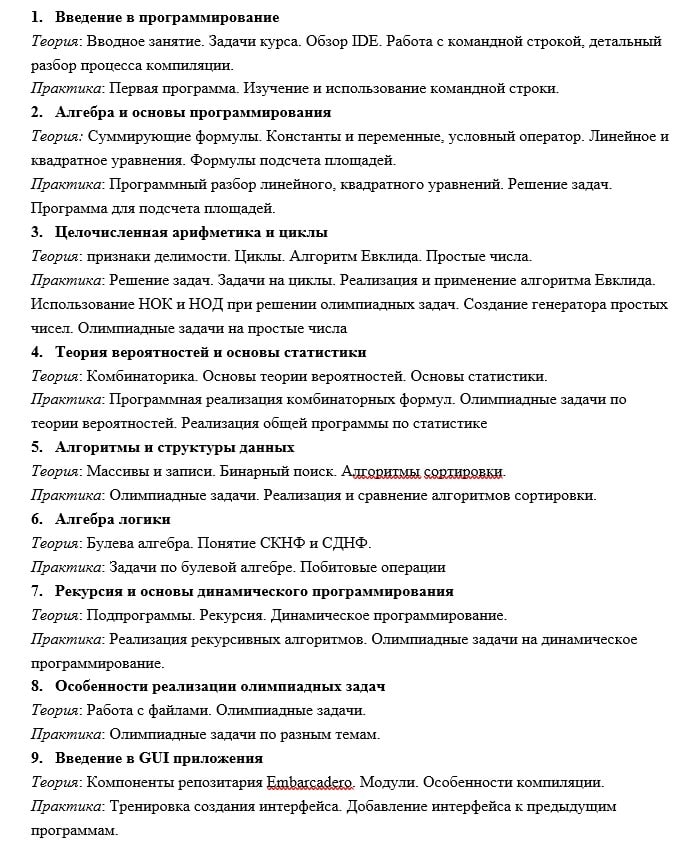 1. Введение в программирование
Теория: Вводное занятие. Задачи курса. Обзор IDE. Работа с командной строкой, детальный
разбор процесса компиляции.
Практика: Первая программа. Изучение и использование командной строки.
2. Алгебра и основы программирования
Теория: Суммирующие формулы. Константы и переменные, условный оператор. Линейное и
квадратное уравнения. Формулы подсчета площадей.
Практика: Программный разбор линейного, квадратного уравнений. Решение задач.
Программа для подсчета площадей.
3. Целочисленная арифметика и циклы
Теория: признаки делимости. Циклы. Алгоритм Евклида. Простые числа.
Практика: Решение задач. Задачи на циклы. Реализация и применение алгоритма Евклида.
Использование НОК и НОД при решении олимпиадных задач. Создание генератора простых
чисел. Олимпиадные задачи на простые числа
4. Теория вероятностей и основы статистики
Теория: Комбинаторика. Основы теории вероятностей. Основы статистики.
Практика: Программная реализация комбинаторных формул. Олимпиадные задачи по
теории вероятностей. Реализация общей программы по статистике
5. Алгоритмы и структуры данных
Теория: Массивы и записи. Бинарный поиск. Алгоритмы сортировки.
Практика: Олимпиадные задачи. Реализация и сравнение алгоритмов сортировки.
6. Алгебра логики
Теория: Булева алгебра. Понятие СКНФ и СДНФ.
Практика: Задачи по булевой алгебре. Побитовые операции
7. Рекурсия и основы динамического программирования
Теория: Подпрограммы. Рекурсия. Динамическое программирование.
Практика: Реализация рекурсивных алгоритмов. Олимпиадные задачи на динамическое
программирование.
8. Особенности реализации олимпиадных задач
Теория: Работа с файлами. Олимпиадные задачи.
Практика: Олимпиадные задачи по разным темам.
9. Введение в GUI приложения
Теория: Компоненты репозитария Embarcadero. Модули. Особенности компиляции.
Практика: Тренировка создания интерфейса. Добавление интерфейса к предыдущим
программам.